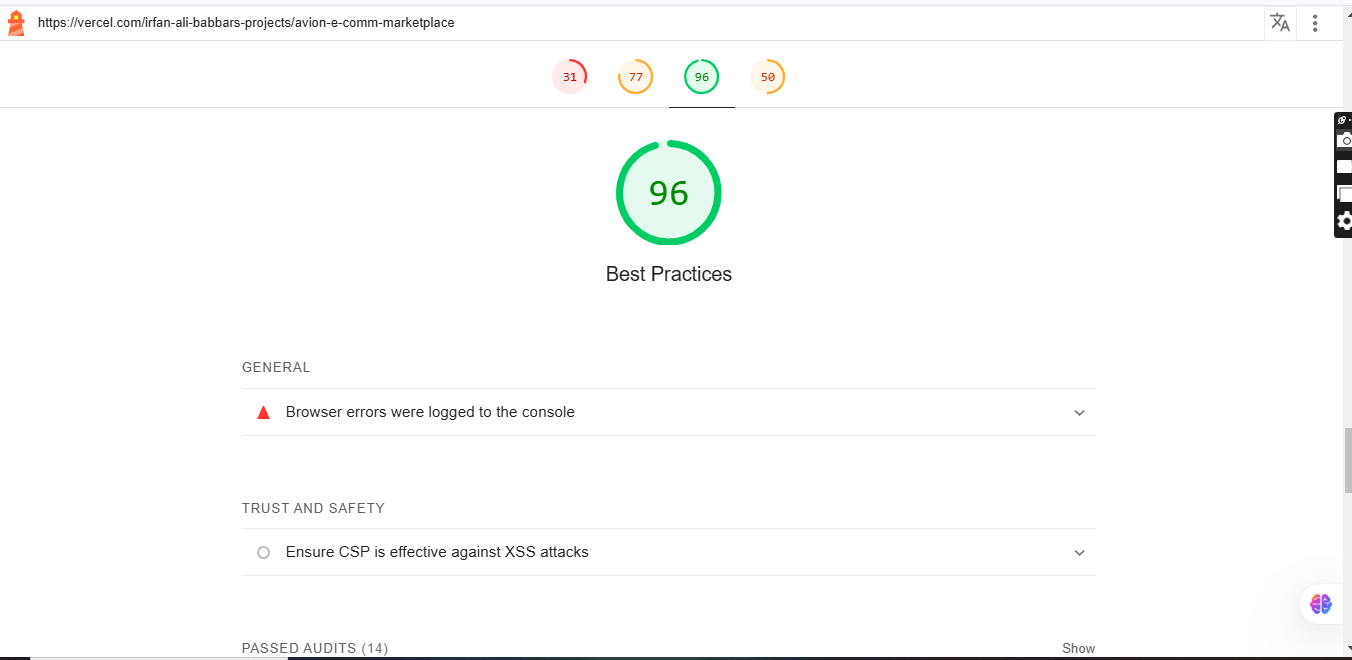 https://vercel.com/irfan-ali-babbars-projects/avion-e-comm-marketplace
31 77 96 50
96
Best Practices
GENERAL
Browser errors were logged to the console
TRUST AND SAFETY
Ensure CSP is effective against XSS attacks
PASSED AUDITS (14) Show